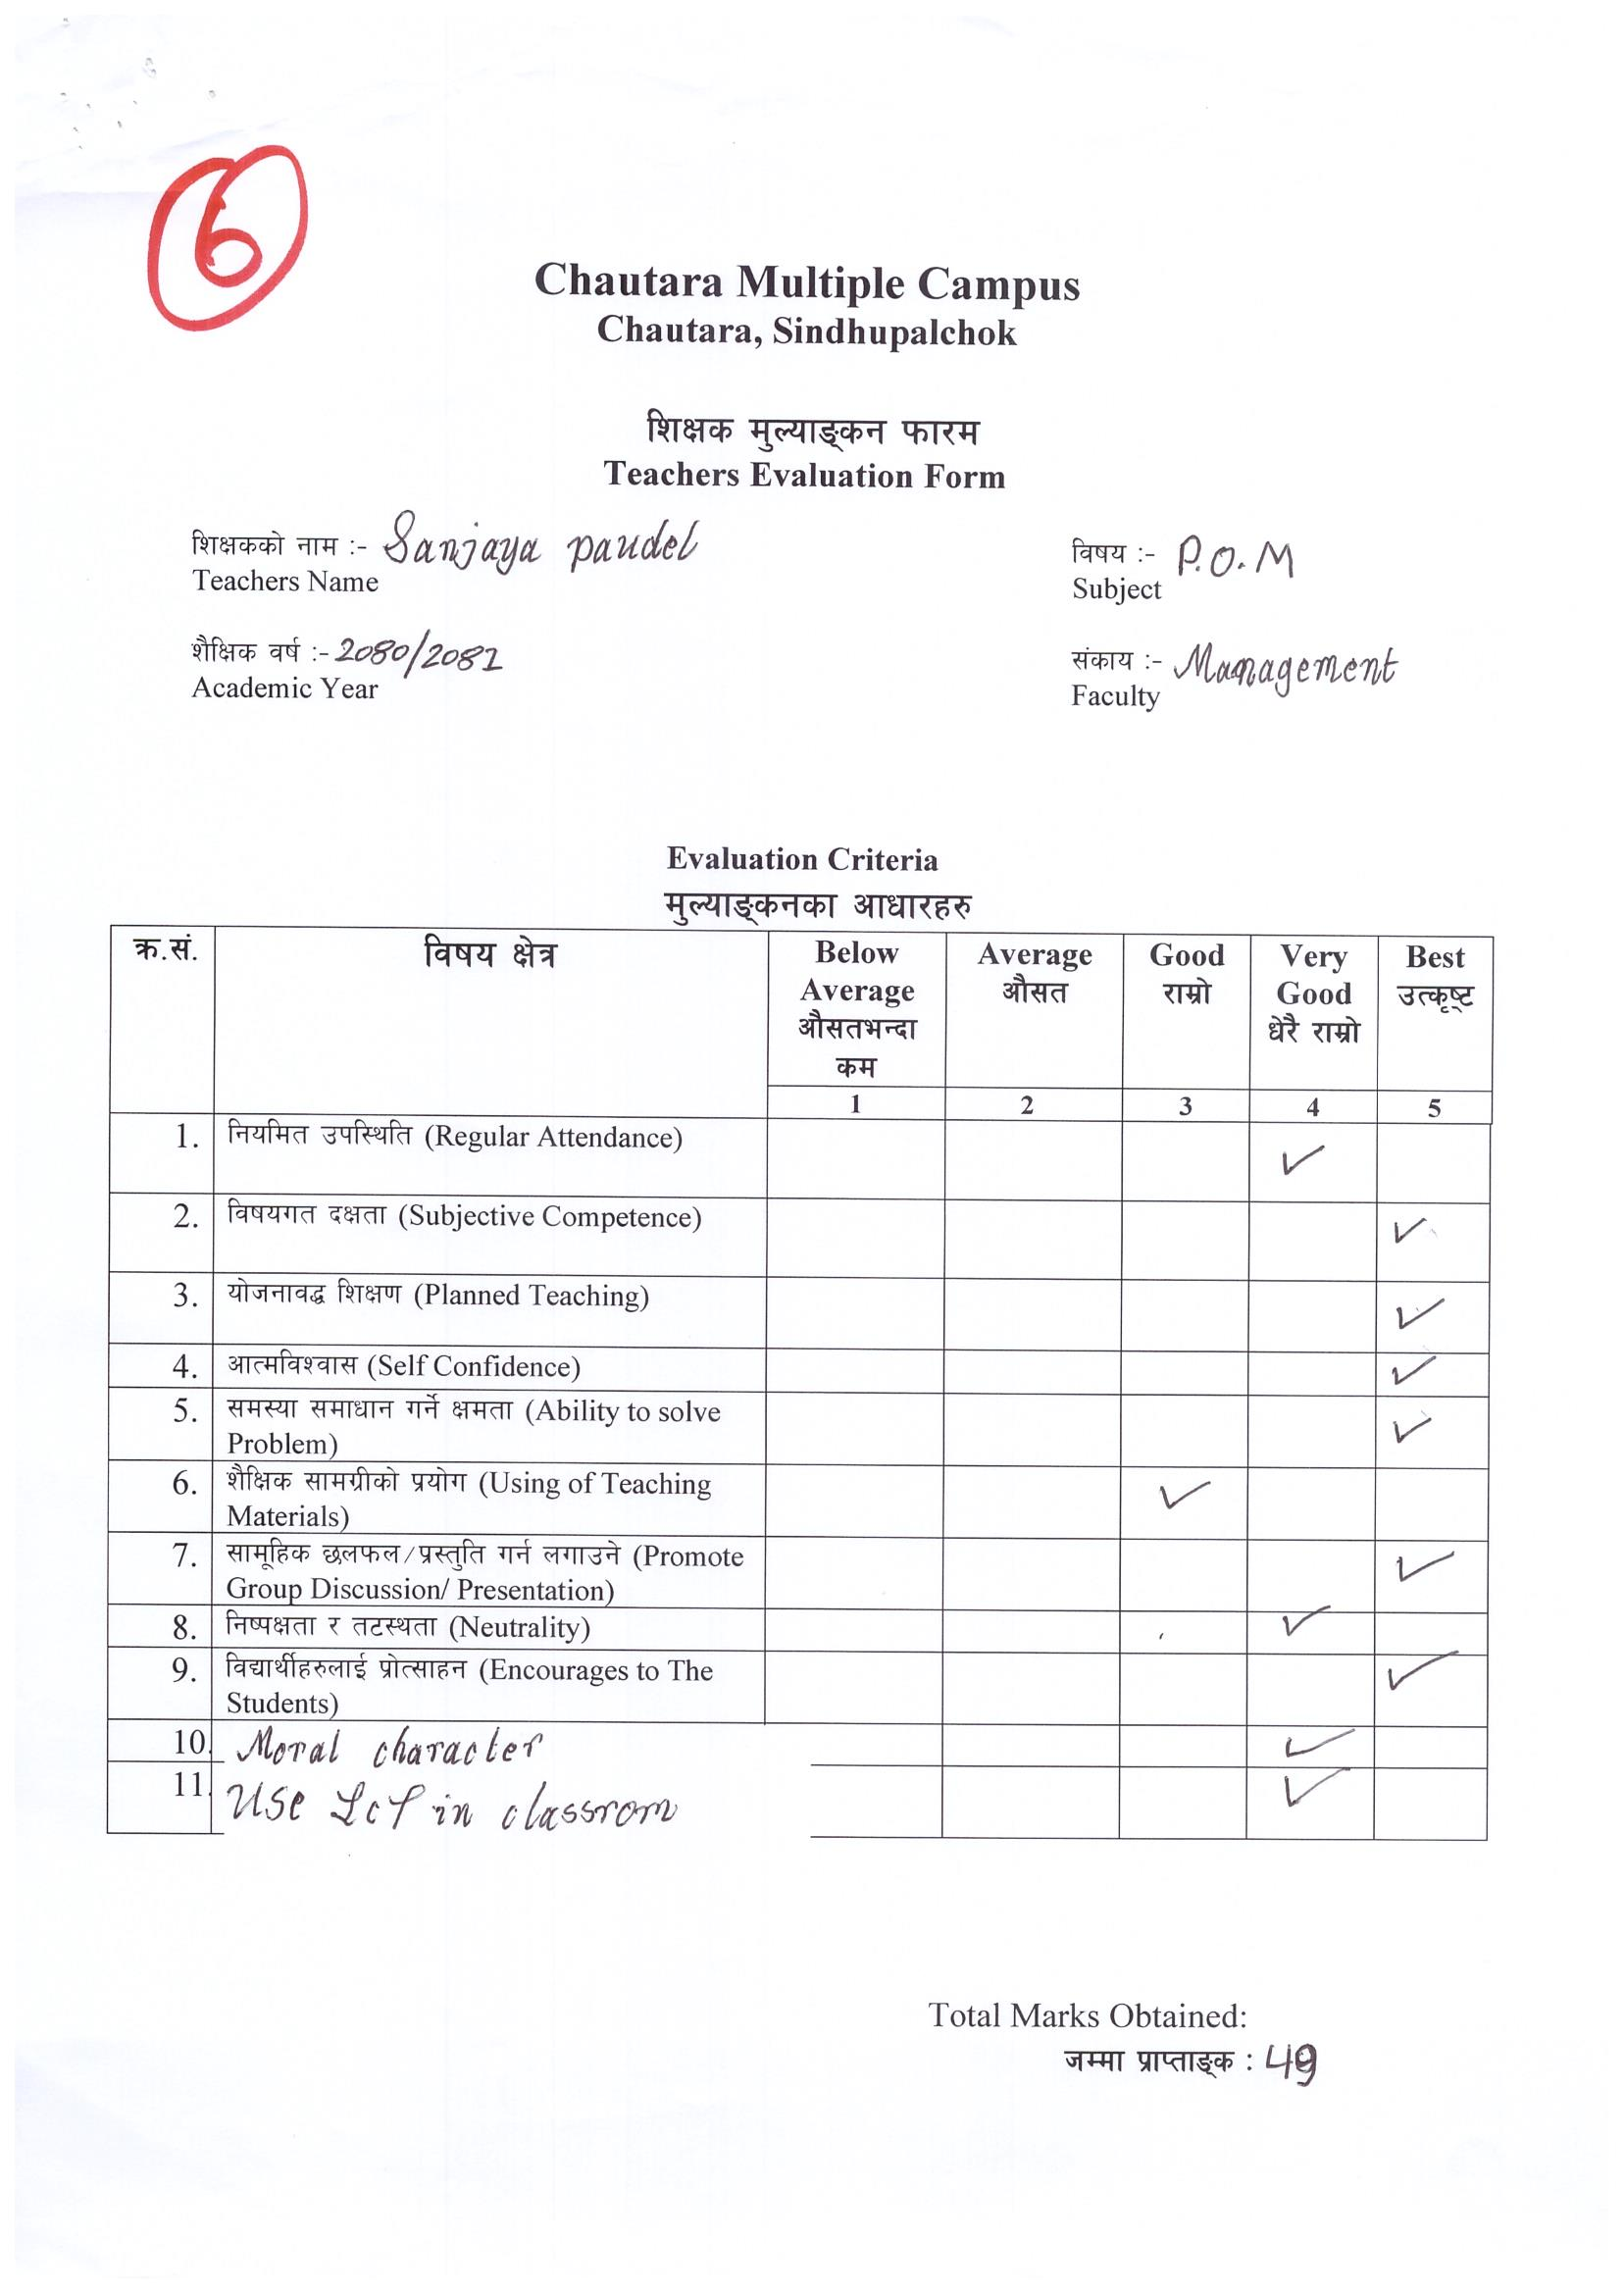 6
Chautara Multiple Campus
Chautara, Sindhupalchok
शिक्षक मुल्याङ्कन फारम
Teachers Evaluation Form
शिक्षकको नाम :- Sanjaya paudel
Teachers Name
विषय :- P.O.M
Subject
शैक्षिक वर्ष :- 2080/2081
Academic Year
संकाय :- Management
Faculty
Evaluation Criteria
मुल्याङ्कनका आधारहरु
क्र.सं. विषय क्षेत्र Below Average Good Very Best
Average औसत राम्रो Good उत्कृष्ट
औसतभन्दा धेरै राम्रो
कम
1 2 3 4 5
1. नियमित उपस्थिति (Regular Attendance) ✓
2. विषयगत दक्षता (Subjective Competence) ✓
3. योजनावद्ध शिक्षण (Planned Teaching) ✓
4. आत्मविश्वास (Self Confidence) ✓
5. समस्या समाधान गर्ने क्षमता (Ability to solve ✓
Problem)
6. शैक्षिक सामग्रीको प्रयोग (Using of Teaching ✓
Materials)
7. सामूहिक छलफल/प्रस्तुति गर्न लगाउने (Promote ✓
Group Discussion/ Presentation)
8. निष्पक्षता र तटस्थता (Neutrality) ✓
9. विद्यार्थीहरुलाई प्रोत्साहन (Encourages to The ✓
Students)
10. Moral character ✓
11. Use in classrom ✓
Total Marks Obtained:
जम्मा प्राप्ताङ्क : 49